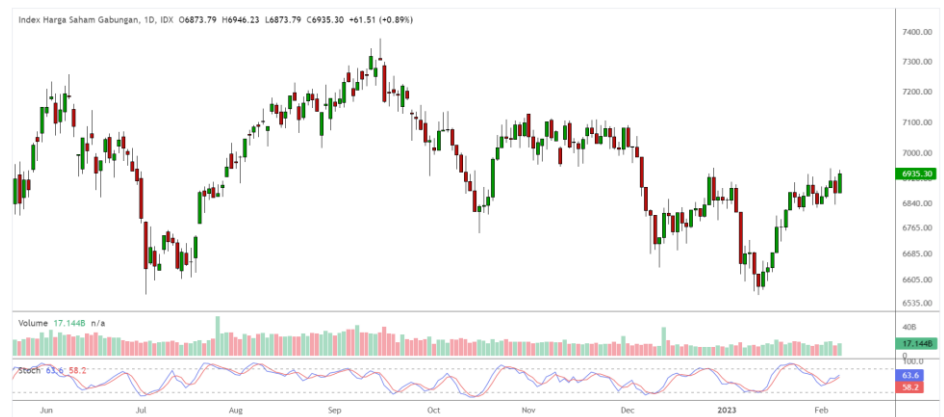 Index Harga Saham Gabungan, 1D, IDX O6873.79 H6946.23 L6873.79 C6935.30 +61.51 (+0.89%)
7400.00
7300.00
7200.00
7100.00
7000.00
6935.30
6840.00
6765.00
6685.00
6605.00
6535.00
Volume 17.144B n/a
40B
17.144B
0
100.0
Stoch 63.6 58.2
63.6
58.2
Jun Jul Aug Sep Oct Nov Dec 2023 Feb